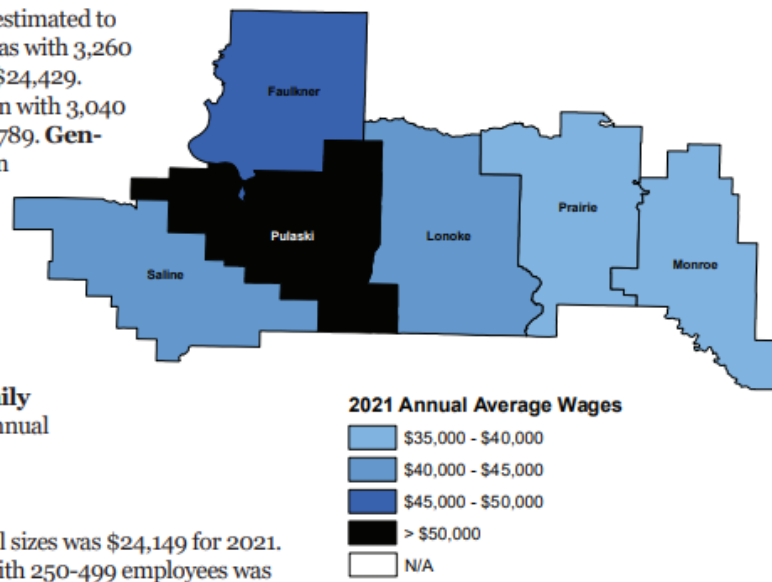 estimated to
as with 3,260
$24,429.
n with 3,040
789. Gen-
n
Faulkner
Prairie
Pulaski
Lonoke
Monroe
Saline
ily
nnual
2021 Annual Average Wages
$35,000 - $40,000
$40,000 - $45,000
$45,000 - $50,000
> $50,000
N/A
l sizes was $24,149 for 2021.
ith 250-499 employees was